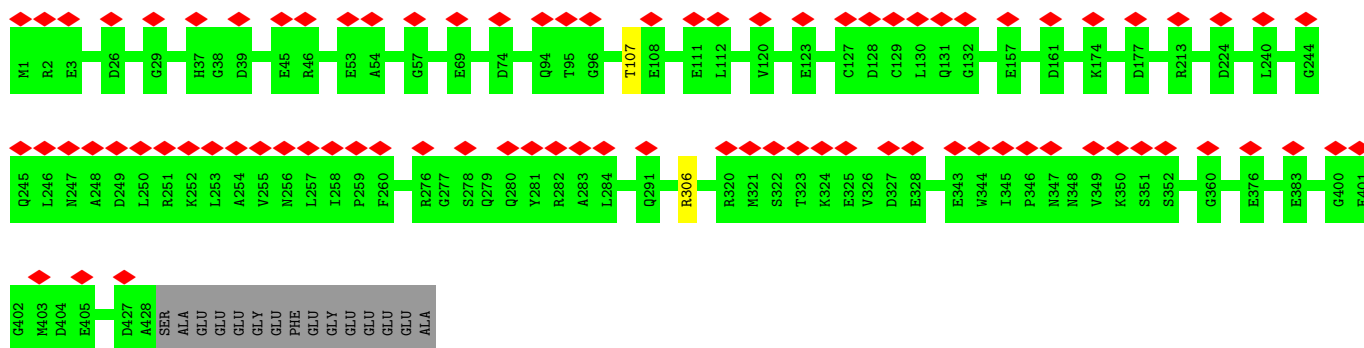 M1 R2 E3 D26 G29 H37 G38 D39 E45 R46 E53 A54 G57 E69 D74 Q94 T95 G96 T107 E108 E111 L112 V120 E123 C127 D128 C129 L130 Q131 G132 E157 D161 K174 D177 R213 D224 L240 G244
Q245 L246 N247 A248 D249 L250 R251 K252 L253 A254 V255 N256 L257 I258 P259 F260 R276 G277 S278 Q279 Q280 Y281 R282 A283 L284 Q291 R306 R320 M321 S322 T323 K324 E325 V326 D327 E328 E343 W344 I345 P346 N347 N348 V349 K350 S351 S352 G360 E376 E383 G400 E401
G402 M403 D404 E405 D427 A428 SER ALA GLU GLU GLU GLY GLU PHE GLU GLY GLU GLU GLU GLU ALA